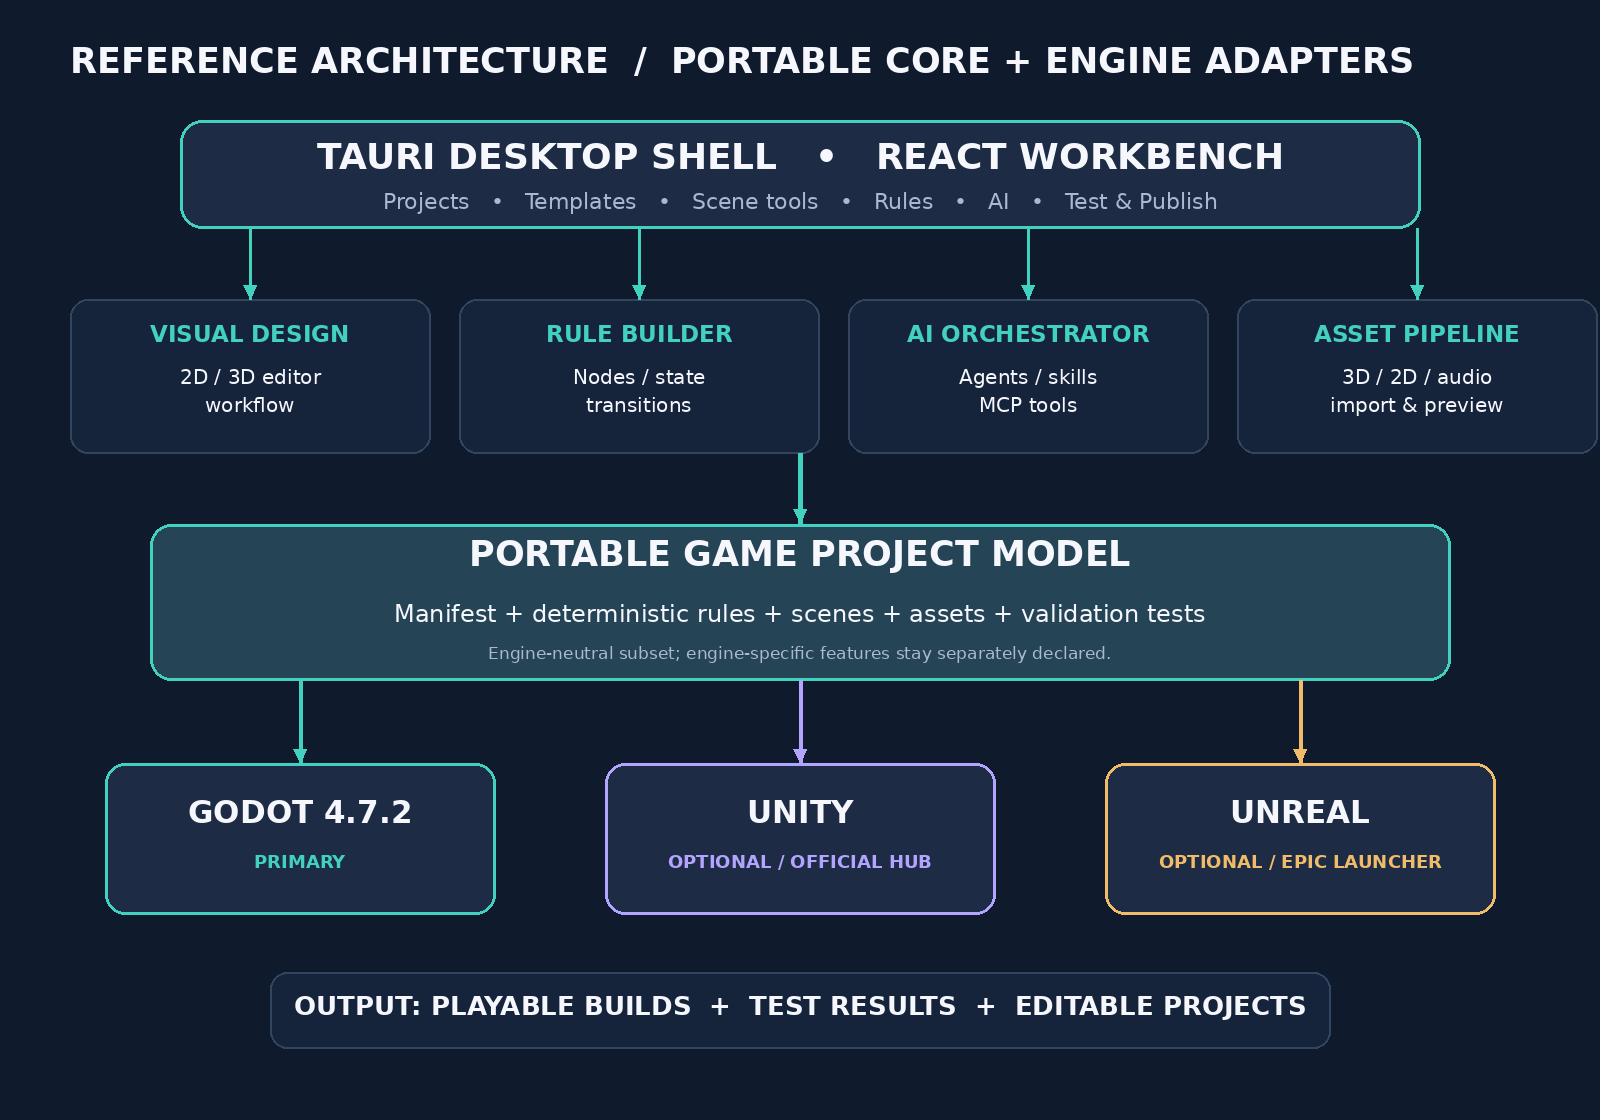 REFERENCE ARCHITECTURE / PORTABLE CORE + ENGINE ADAPTERS
TAURI DESKTOP SHELL • REACT WORKBENCH
Projects • Templates • Scene tools • Rules • AI • Test & Publish
VISUAL DESIGN
2D / 3D editor
workflow
RULE BUILDER
Nodes / state
transitions
AI ORCHESTRATOR
Agents / skills
MCP tools
ASSET PIPELINE
3D / 2D / audio
import & preview
PORTABLE GAME PROJECT MODEL
Manifest + deterministic rules + scenes + assets + validation tests
Engine-neutral subset; engine-specific features stay separately declared.
GODOT 4.7.2
PRIMARY
UNITY
OPTIONAL / OFFICIAL HUB
UNREAL
OPTIONAL / EPIC LAUNCHER
OUTPUT: PLAYABLE BUILDS + TEST RESULTS + EDITABLE PROJECTS